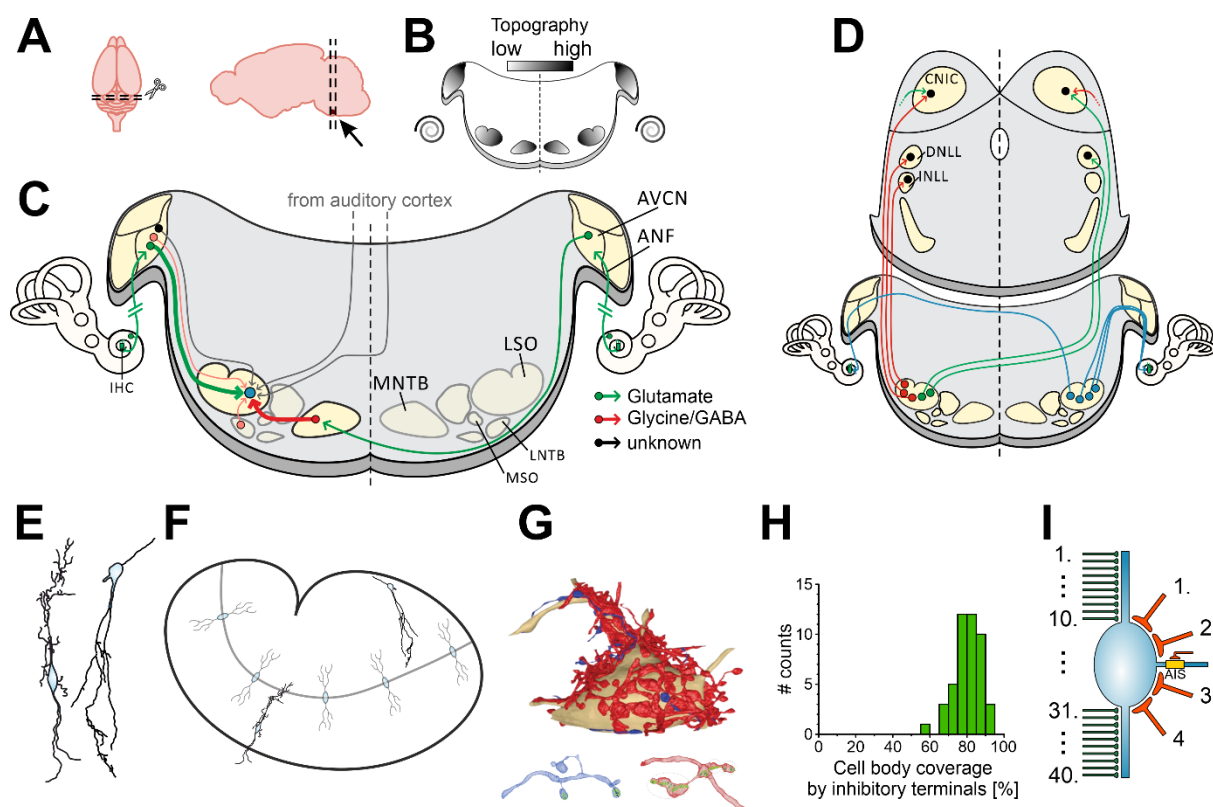 A
B
Topography
low high
C
from auditory cortex
AVCN
ANF
IHC
MNTB
LSO
LNTB
MSO
Glutamate
Glycine/GABA
unknown
D
CNIC
DNLL
INLL
E
F
G
H
# counts
15
10
5
0
0 20 40 60 80 100
Cell body coverage
by inhibitory terminals [%]
I
1.
⋮
10.
⋮
31.
⋮
40.
1.
2
3
4
AIS